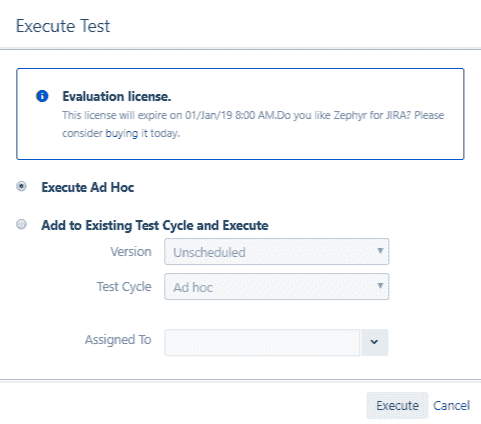 Execute Test
Evaluation license.
This license will expire on 01/Jan/19 8:00 AM.Do you like Zephyr for JIRA? Please
consider buying it today.
Execute Ad Hoc
Add to Existing Test Cycle and Execute
Version Unscheduled
Test Cycle Ad hoc
Assigned To
Execute Cancel